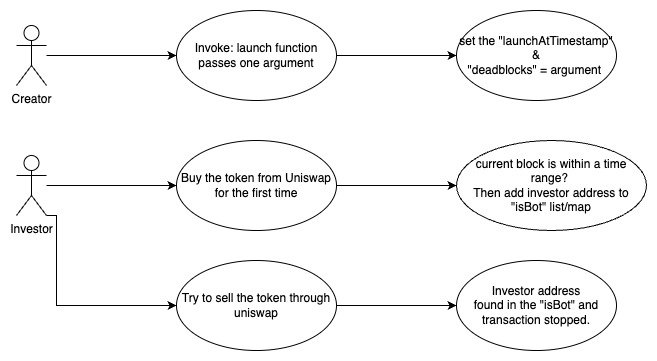 Invoke: launch function
passes one argument
set the "launchAtTimestamp"
&
"deadblocks" = argument
Creator
Buy the token from Uniswap
for the first time
current block is within a time
range?
Then add investor address to
"isBot" list/map
Investor
Try to sell the token through
uniswap
Investor address
found in the "isBot" and
transaction stopped.